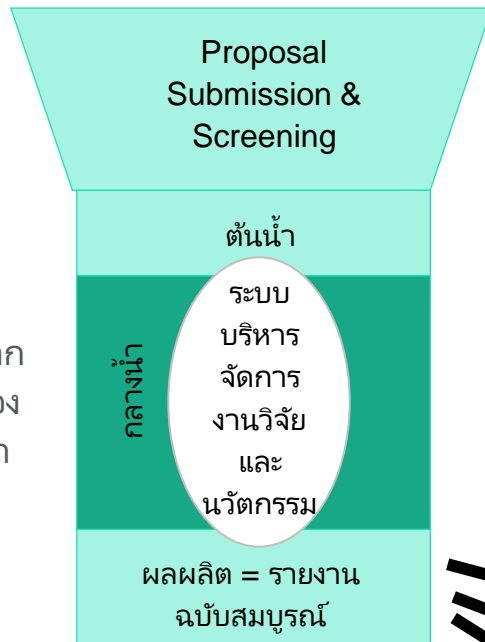 Proposal
Submission &
Screening
ต้นน้ำ
ระบบ
บริหาร
จัดการ
งานวิจัย
และ
นวัตกรรม
กลางน้ำ
ผลผลิต = รายงาน
ฉบับสมบูรณ์